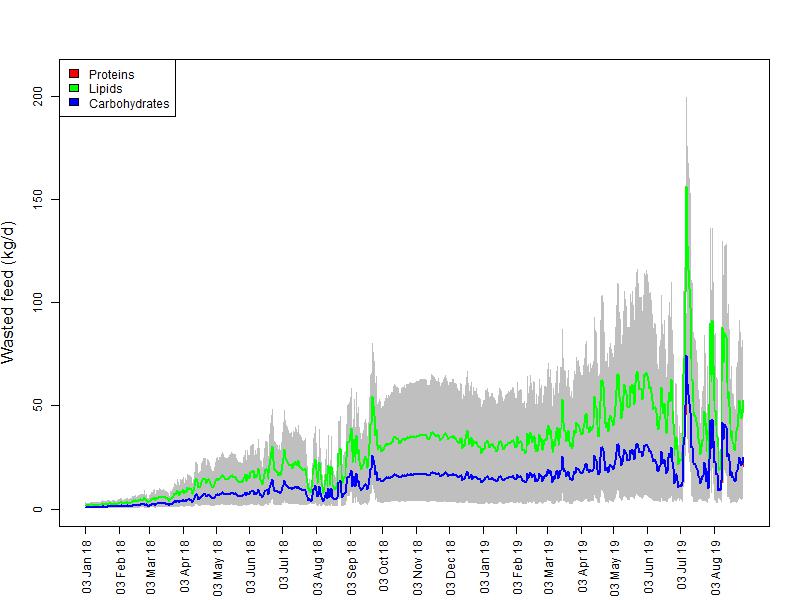 Proteins
Lipids
Carbohydrates
Wasted feed (kg/d)
200
150
100
50
0
03 Jan 18
03 Feb 18
03 Mar 18
03 Apr 18
03 May 18
03 Jun 18
03 Jul 18
03 Aug 18
03 Sep 18
03 Oct 18
03 Nov 18
03 Dec 18
03 Jan 19
03 Feb 19
03 Mar 19
03 Apr 19
03 May 19
03 Jun 19
03 Jul 19
03 Aug 19